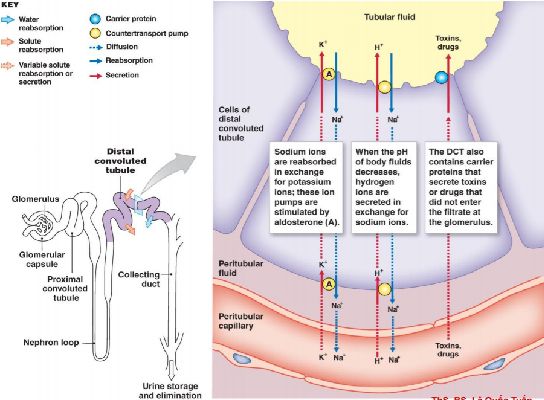 KEY
Water
reabsorption
Solute
reabsorption
Variable solute
reabsorption or
secretion
Carrier protein
Countertransport pump
Diffusion
Reabsorption
Secretion
Distal
convoluted
tubule
Glomerulus
Glomerular
capsule
Proximal
convoluted
tubule
Collecting
duct
Nephron loop
Urine storage
and elimination
Tubular fluid
K⁺
H⁺
Toxins,
drugs
A
Na⁺
Na⁺
Cells of
distal
convoluted
tubule
Sodium ions
are reabsorbed
in exchange
for potassium
ions; these ion
pumps are
stimulated by
aldosterone (A).
When the pH
of body fluids
decreases,
hydrogen
ions are
secreted in
exchange for
sodium ions.
The DCT also
contains carrier
proteins that
secrete toxins
or drugs that
did not enter
the filtrate at
the glomerulus.
Peritubular
fluid
K⁺
H⁺
A
Na⁺
Na⁺
Peritubular
capillary
K⁺
Na⁺
H⁺
Na⁺
Toxins,
drugs
ThS. BS. Lê Quốc Tuấn